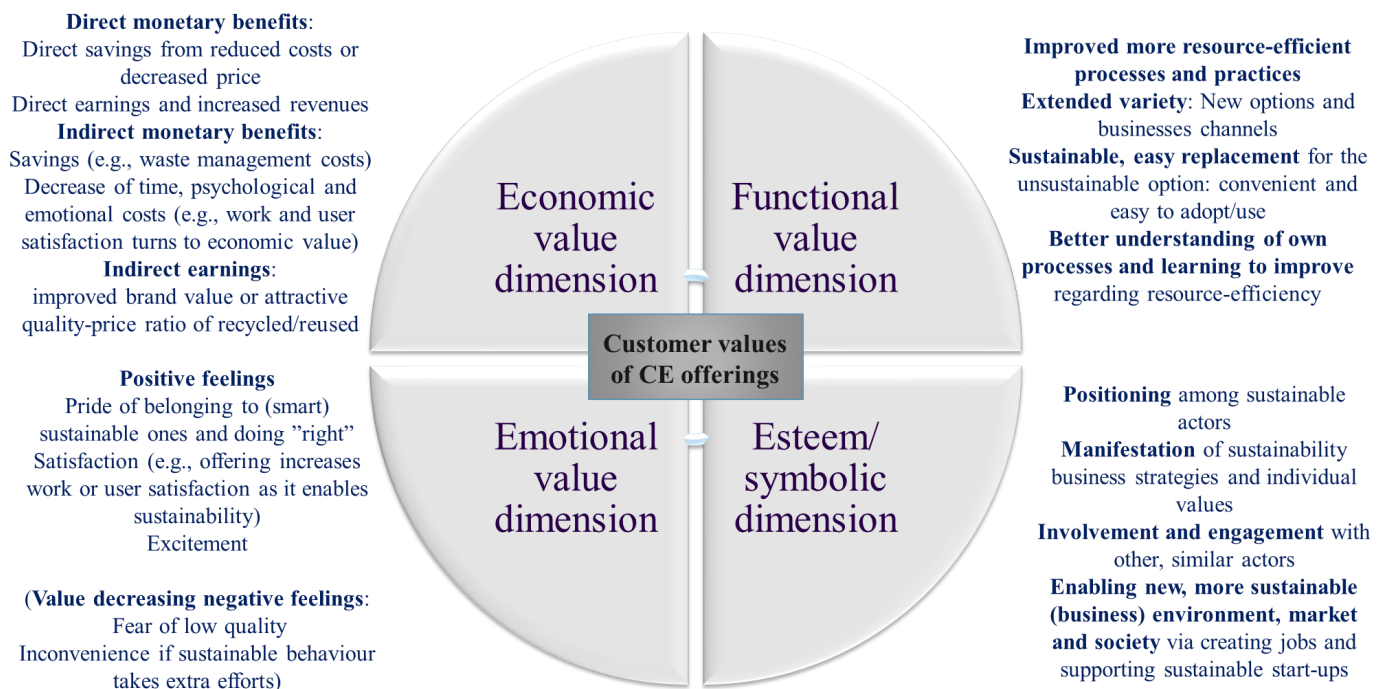 Direct monetary benefits:
Direct savings from reduced costs or
decreased price
Direct earnings and increased revenues
Indirect monetary benefits:
Savings (e.g., waste management costs)
Decrease of time, psychological and
emotional costs (e.g., work and user
satisfaction turns to economic value)
Indirect earnings:
improved brand value or attractive
quality-price ratio of recycled/reused
Economic
value
dimension
Functional
value
dimension
Improved more resource-efficient
processes and practices
Extended variety: New options and
businesses channels
Sustainable, easy replacement for the
unsustainable option: convenient and
easy to adopt/use
Better understanding of own
processes and learning to improve
regarding resource-efficiency
Customer values
of CE offerings
Positive feelings
Pride of belonging to (smart)
sustainable ones and doing ”right”
Satisfaction (e.g., offering increases
work or user satisfaction as it enables
sustainability)
Excitement
(Value decreasing negative feelings:
Fear of low quality
Inconvenience if sustainable behaviour
takes extra efforts)
Emotional
value
dimension
Esteem/
symbolic
dimension
Positioning among sustainable
actors
Manifestation of sustainability
business strategies and individual
values
Involvement and engagement with
other, similar actors
Enabling new, more sustainable
(business) environment, market
and society via creating jobs and
supporting sustainable start-ups